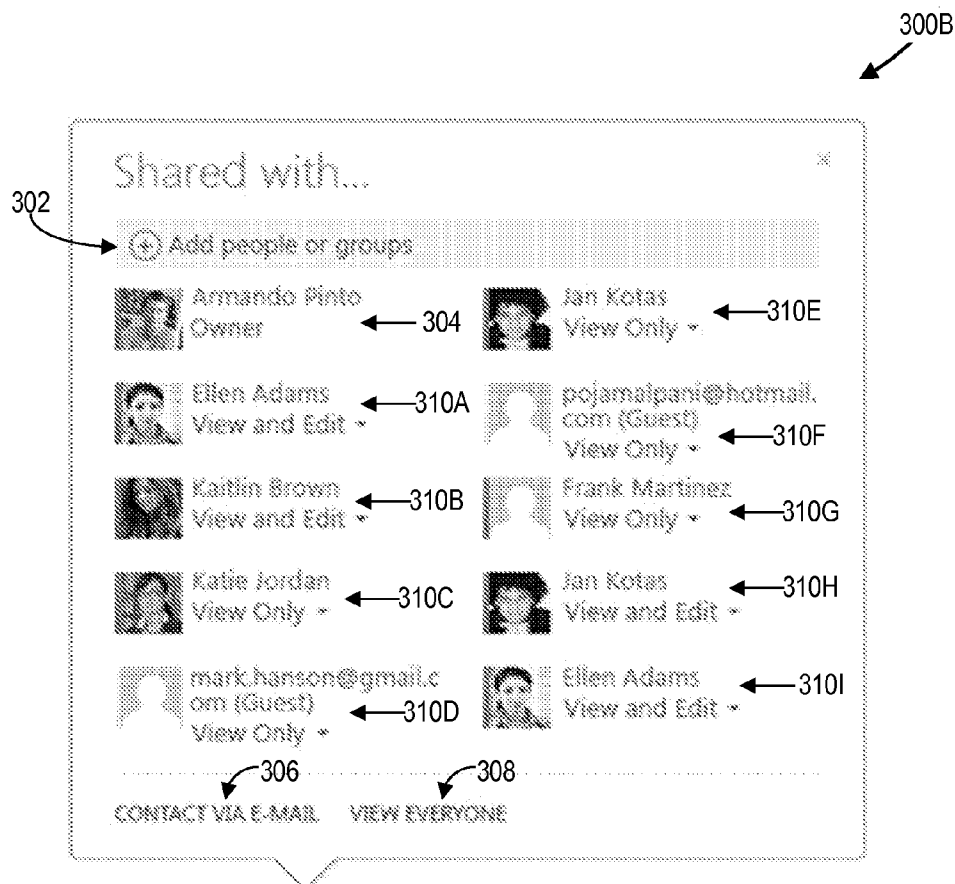 300B
Shared with...
×
302
Add people or groups
Armando Pinto
Owner
304
Jan Kotas
View Only
310E
Ellen Adams
View and Edit
310A
pojamalpani@hotmail.
com (Guest)
View Only
310F
Kaitlin Brown
View and Edit
310B
Frank Martinez
View Only
310G
Katie Jordan
View Only
310C
Jan Kotas
View and Edit
310H
mark.hanson@gmail.c
om (Guest)
View Only
310D
Ellen Adams
View and Edit
310I
306
308
CONTACT VIA E-MAIL
VIEW EVERYONE